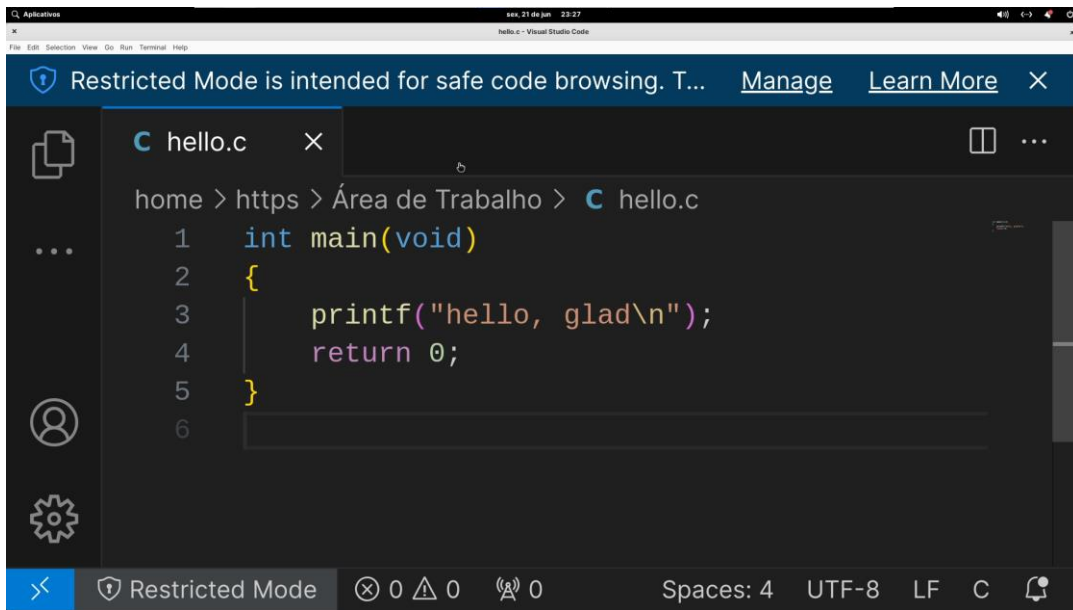 Aplicativos sex, 21 de jun 23:27
hello.c - Visual Studio Code
File Edit Selection View Go Run Terminal Help
Restricted Mode is intended for safe code browsing. T... Manage Learn More
C hello.c
home > https > Área de Trabalho > C hello.c
1 int main(void)
2 {
3 printf("hello, glad\n");
4 return 0;
5 }
6
Restricted Mode 0 0 0 Spaces: 4 UTF-8 LF C